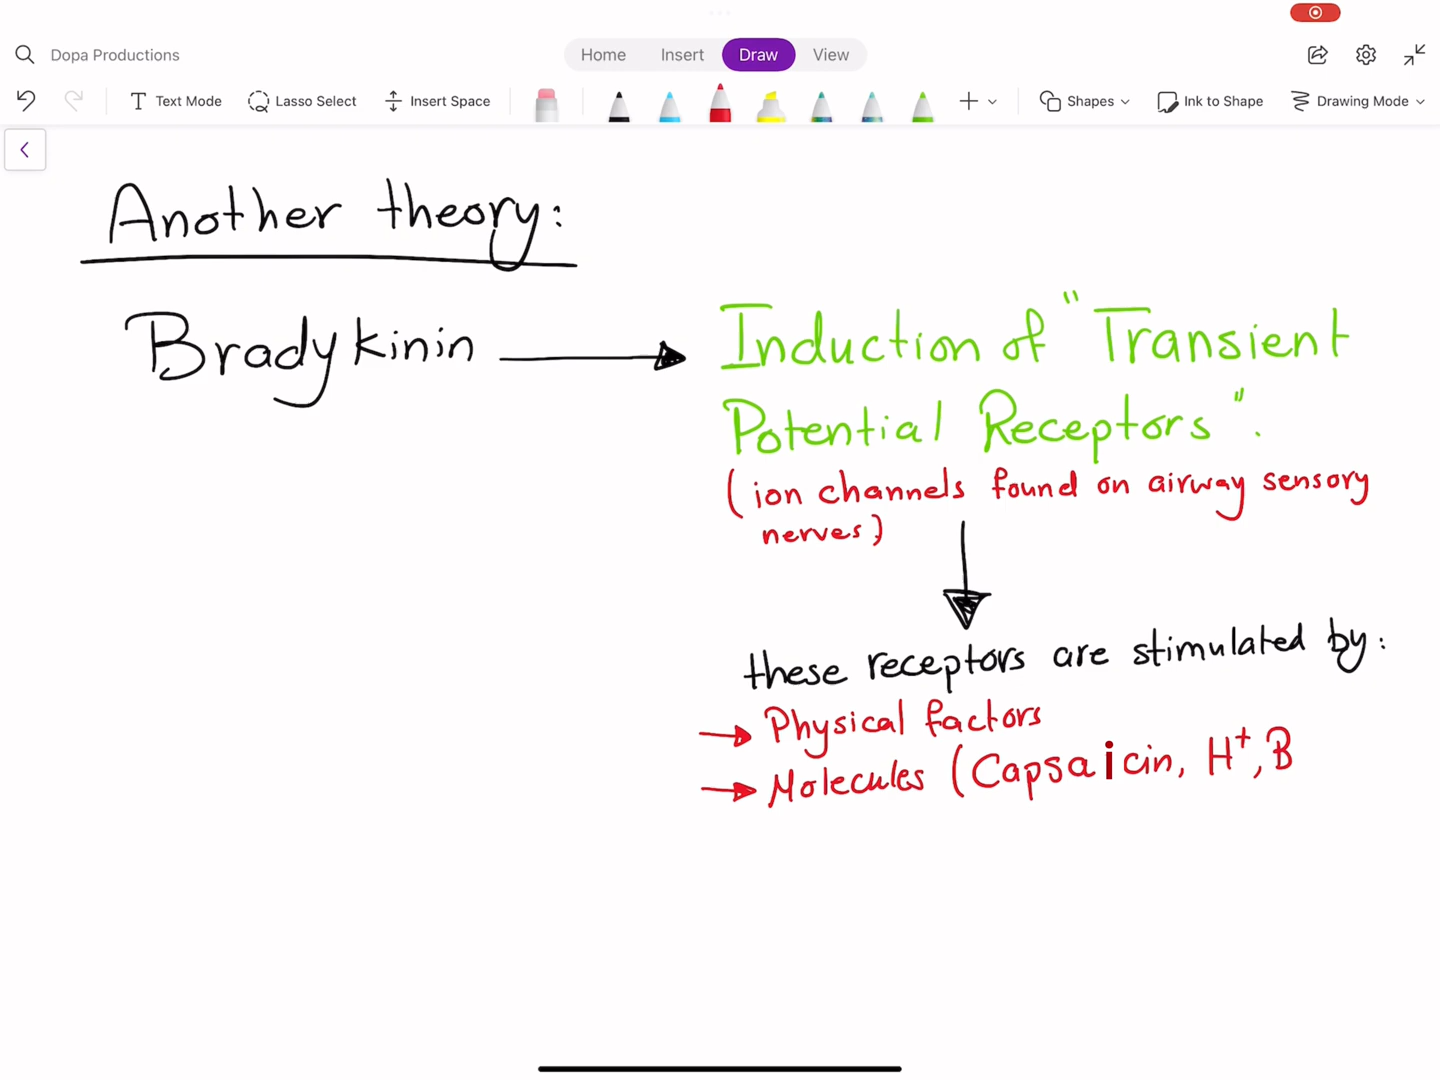 Dopa Productions
Home Insert Draw View
Text Mode Lasso Select Insert Space Shapes Ink to Shape Drawing Mode
Another theory:
Bradykinin
Induction of "Transient
Potential Receptors".
(ion channels found on airway sensory
nerves)
these receptors are stimulated by:
Physical factors
Molecules (Capsaicin, H+, B